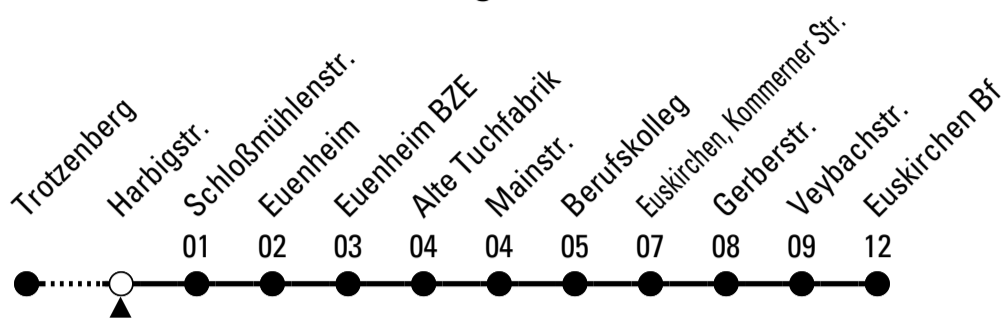 Trotzenberg
Harbigstr.
Schloßmühlenstr.
Euenheim
Euenheim BZE
Alte Tuchfabrik
Mainstr.
Berufskolleg
Euskirchen, Kommerner Str.
Gerberstr.
Veybachstr.
Euskirchen Bf
01 02 03 04 04 05 07 08 09 12